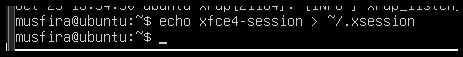 musfira@ubuntu:~$ echo xfce4-session > ~/.xsession
musfira@ubuntu:~$ _